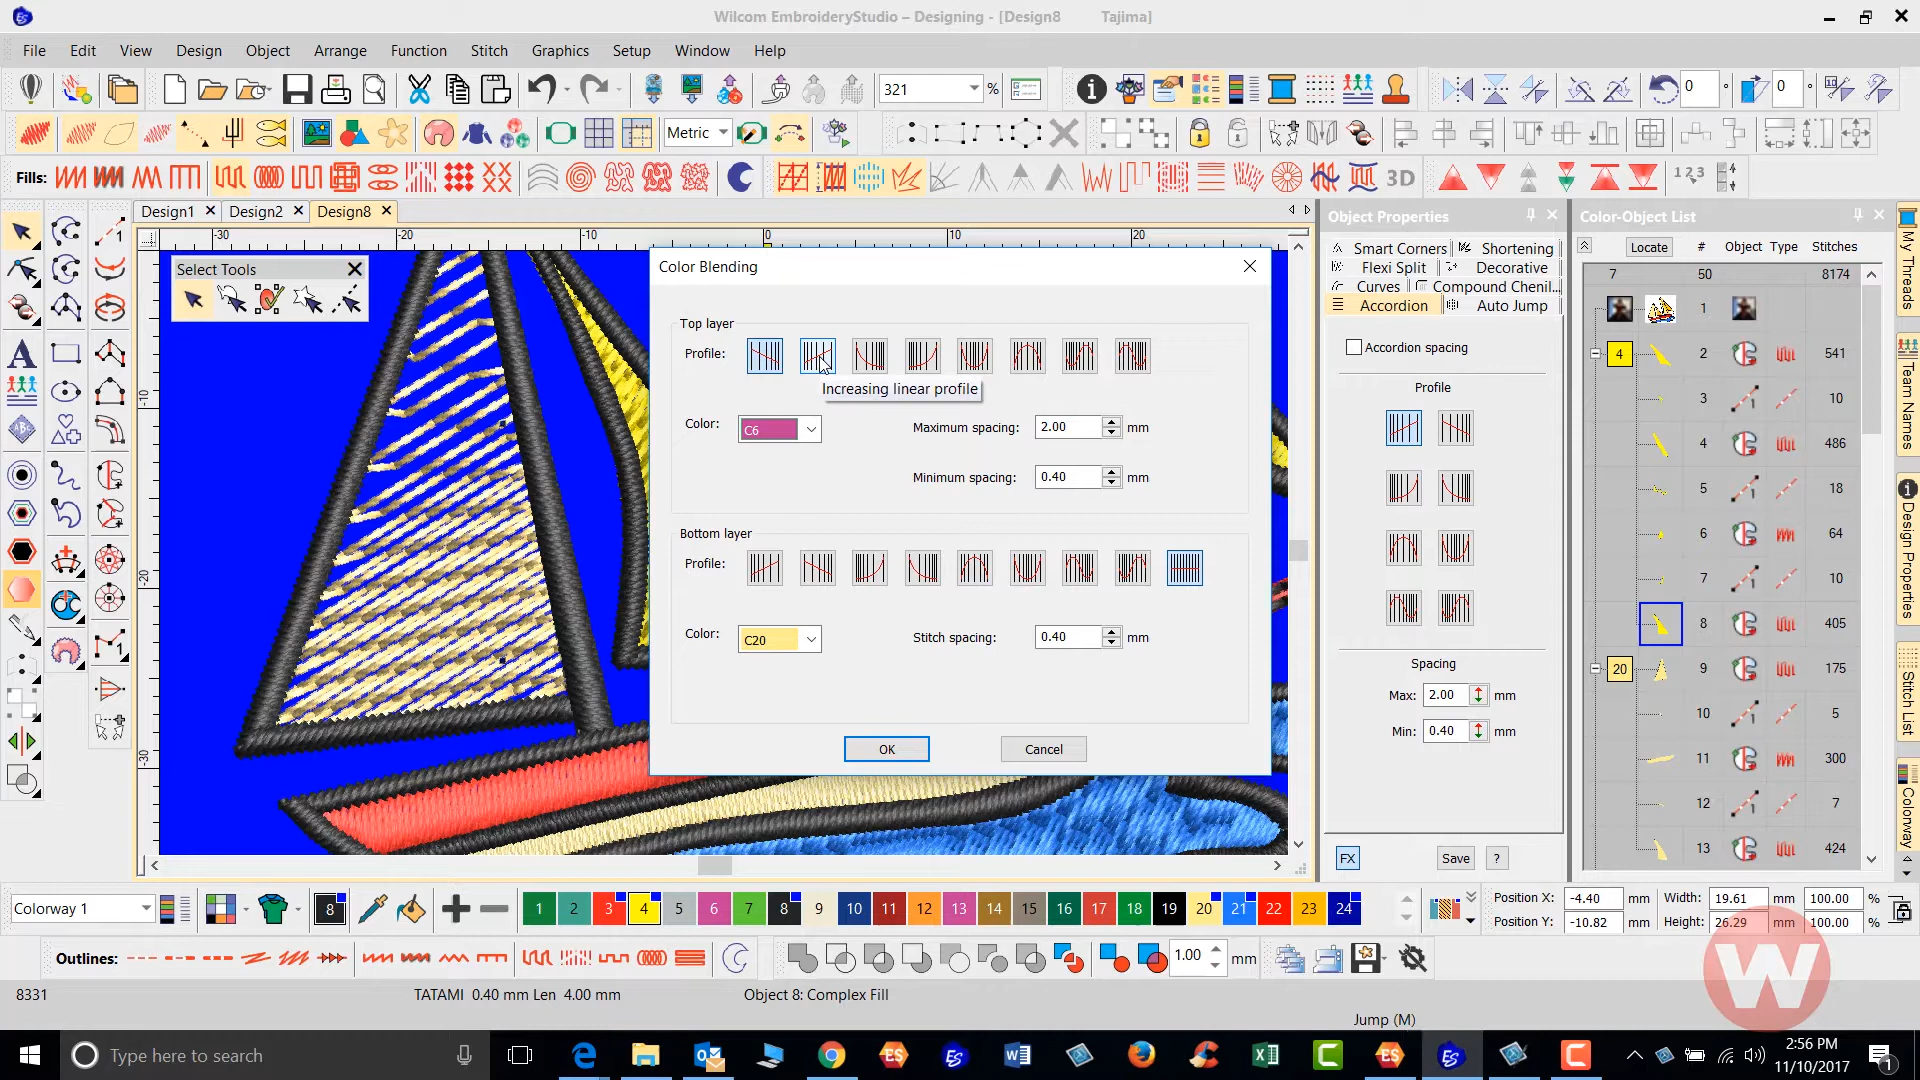 Wilcom EmbroideryStudio – Designing - [Design8 Tajima]
File Edit View Design Object Arrange Function Stitch Graphics Setup Window Help
321 % 0 ° 0 °
Metric
Fills: 3D 1 2 3
Design1 Design2 Design8
-30 -20 -10 0 10 20
-10
-20
-30
Select Tools
Color Blending
Top layer
Profile:
Increasing linear profile
Color: C6 Maximum spacing: 2.00 mm
Minimum spacing: 0.40 mm
Bottom layer
Profile:
Color: C20 Stitch spacing: 0.40 mm
OK Cancel
Object Properties
Smart Corners Shortening
Flexi Split Decorative
Curves Compound Chenil...
Accordion Auto Jump
Accordion spacing
Profile
Spacing
Max: 2.00 mm
Min: 0.40 mm
FX Save ?
Color-Object List
Locate # Object Type Stitches
7 50 8174
1
4 2 541
3 10
4 486
5 18
6 64
7 10
8 405
20 9 175
10 5
11 300
12 7
13 424
My Threads
Team Names
Design Properties
Stitch List
Colorway
Colorway 1 8 1 2 3 4 5 6 7 8 9 10 11 12 13 14 15 16 17 18 19 20 21 22 23 24
Position X: -4.40 mm Width: 19.61 mm 100.00 %
Position Y: -10.82 mm Height: 26.29 mm 100.00 %
Outlines: 1.00 mm
8331 TATAMI 0.40 mm Len 4.00 mm Object 8: Complex Fill
Jump (M)
W
Type here to search
2:56 PM
11/10/2017
1